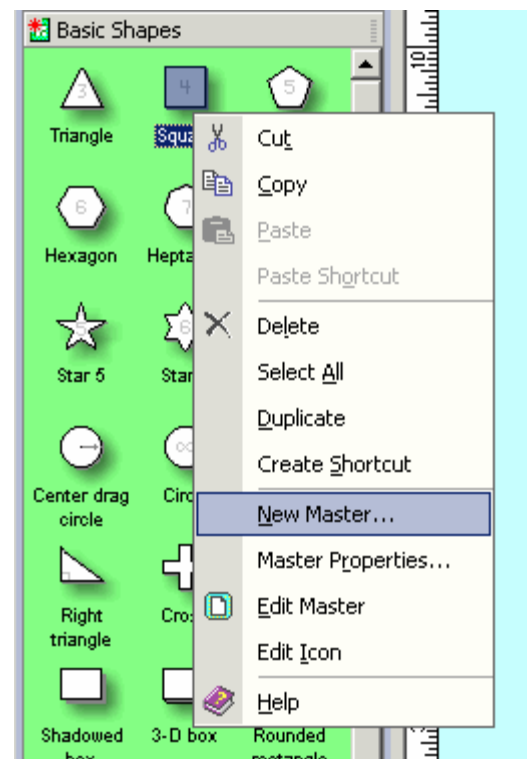 Basic Shapes
3 4 5
Triangle Squa
6 7
Hexagon Hepta
5 6
Star 5 Star
∞
Center drag circle Circ
Right triangle Cros
Shadowed 3-D box Rounded
Cut
Copy
Paste
Paste Shortcut
Delete
Select All
Duplicate
Create Shortcut
New Master...
Master Properties...
Edit Master
Edit Icon
Help